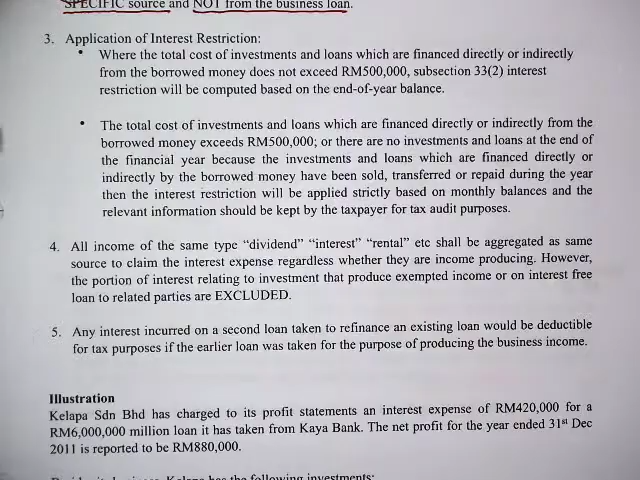 SPECIFIC source and NOT from the business loan.
3. Application of Interest Restriction:
• Where the total cost of investments and loans which are financed directly or indirectly
from the borrowed money does not exceed RM500,000, subsection 33(2) interest
restriction will be computed based on the end-of-year balance.
• The total cost of investments and loans which are financed directly or indirectly from the
borrowed money exceeds RM500,000; or there are no investments and loans at the end of
the financial year because the investments and loans which are financed directly or
indirectly by the borrowed money have been sold, transferred or repaid during the year
then the interest restriction will be applied strictly based on monthly balances and the
relevant information should be kept by the taxpayer for tax audit purposes.
4. All income of the same type “dividend” “interest” “rental” etc shall be aggregated as same
source to claim the interest expense regardless whether they are income producing. However,
the portion of interest relating to investment that produce exempted income or on interest free
loan to related parties are EXCLUDED.
5. Any interest incurred on a second loan taken to refinance an existing loan would be deductible
for tax purposes if the earlier loan was taken for the purpose of producing the business income.
Illustration
Kelapa Sdn Bhd has charged to its profit statements an interest expense of RM420,000 for a
RM6,000,000 million loan it has taken from Kaya Bank. The net profit for the year ended 31st Dec
2011 is reported to be RM880,000.
Kelapa has the following investments: